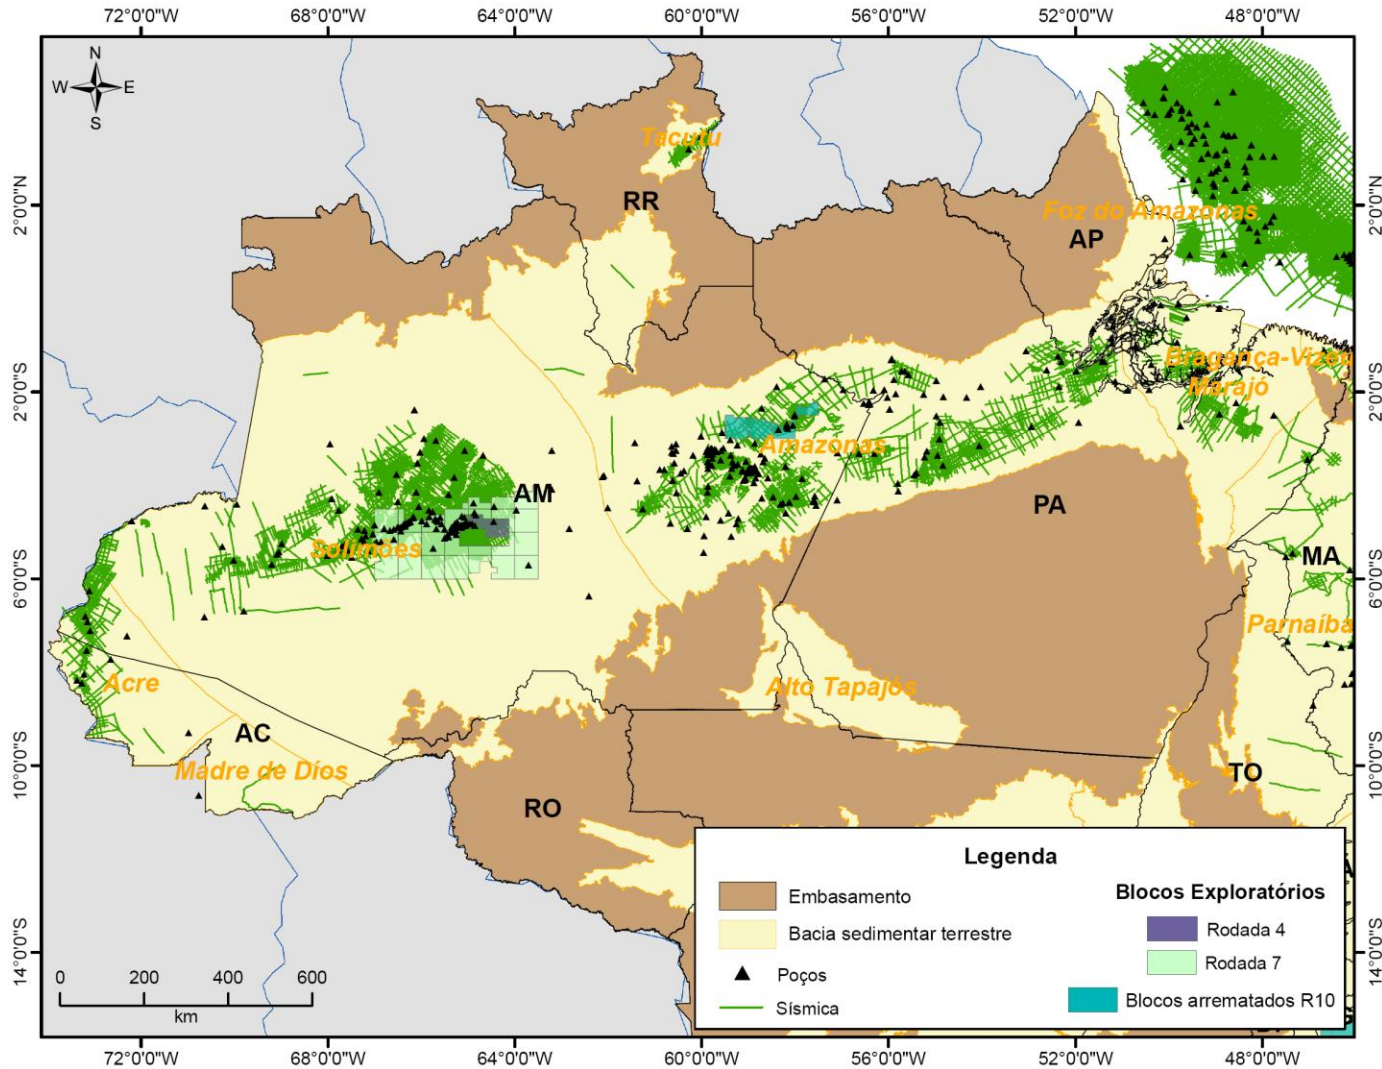 72°0'0"W 68°0'0"W 64°0'0"W 60°0'0"W 56°0'0"W 52°0'0"W 48°0'0"W
N
W E
S
Tacutu
RR
2°0'0"N 2°0'0"N
Foz do Amazonas
AP
Bragança-Vizeu
Marajó
2°0'0"S 2°0'0"S
Amazonas
AM
PA
Solimões
MA
6°0'0"S 6°0'0"S
Parnaíba
Acre
Alto Tapajós
AC
Madre de Díos
TO
10°0'0"S 10°0'0"S
RO
Legenda
Embasamento
Bacia sedimentar terrestre
Poços
Sísmica
Blocos Exploratórios
Rodada 4
Rodada 7
Blocos arrematados R10
14°0'0"S 14°0'0"S
0 200 400 600
km
72°0'0"W 68°0'0"W 64°0'0"W 60°0'0"W 56°0'0"W 52°0'0"W 48°0'0"W